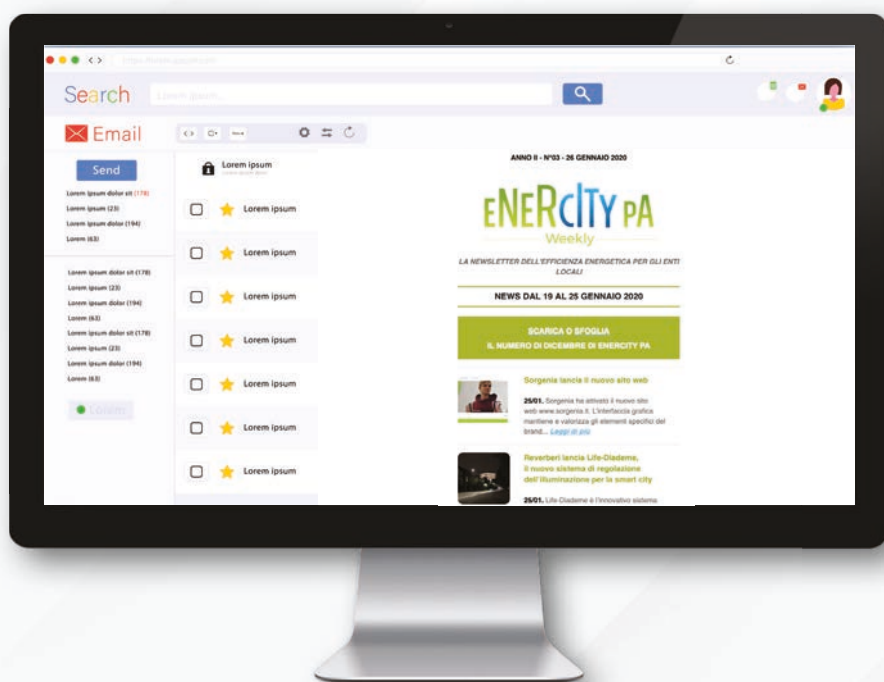 Search
Lorem ipsum...
Email
Send
Lorem ipsum dolor sit (178)
Lorem ipsum (23)
Lorem ipsum dolor (194)
Lorem (63)
Lorem ipsum dolor sit (178)
Lorem ipsum (23)
Lorem ipsum dolor (194)
Lorem (63)
Lorem ipsum dolor sit (178)
Lorem ipsum (23)
Lorem ipsum dolor (194)
Lorem (63)
Lorem ipsum
Lorem ipsum
Lorem ipsum
Lorem ipsum
Lorem ipsum
Lorem ipsum
Lorem ipsum
Lorem ipsum
ANNO II - N°03 - 26 GENNAIO 2020
eNERcITY PA
Weekly
LA NEWSLETTER DELL'EFFICIENZA ENERGETICA PER GLI ENTI
LOCALI
NEWS DAL 19 AL 25 GENNAIO 2020
SCARICA O SFOGLIA
IL NUMERO DI DICEMBRE DI ENERCITY PA
Sorgenia lancia il nuovo sito web
25/01. Sorgenia ha attivato il nuovo sito
web www.sorgenia.it. L'interfaccia grafica
mantiene e valorizza gli elementi specifici del
brand... Leggi di più
Reverberi lancia Life-Diademe,
il nuovo sistema di regolazione
dell'illuminazione per la smart city
25/01. Life-Diademe è l'innovativo sistema